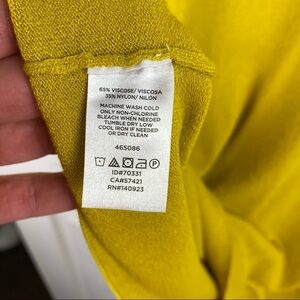 65% VISCOSE/ VISCOSA
35% NYLON/ NILÓN
MACHINE WASH COLD
ONLY NON-CHLORINE
BLEACH WHEN NEEDED
TUMBLE DRY LOW
COOL IRON IF NEEDED
OR DRY CLEAN
465086
P
ID#70331
CA#57421
RN#140923